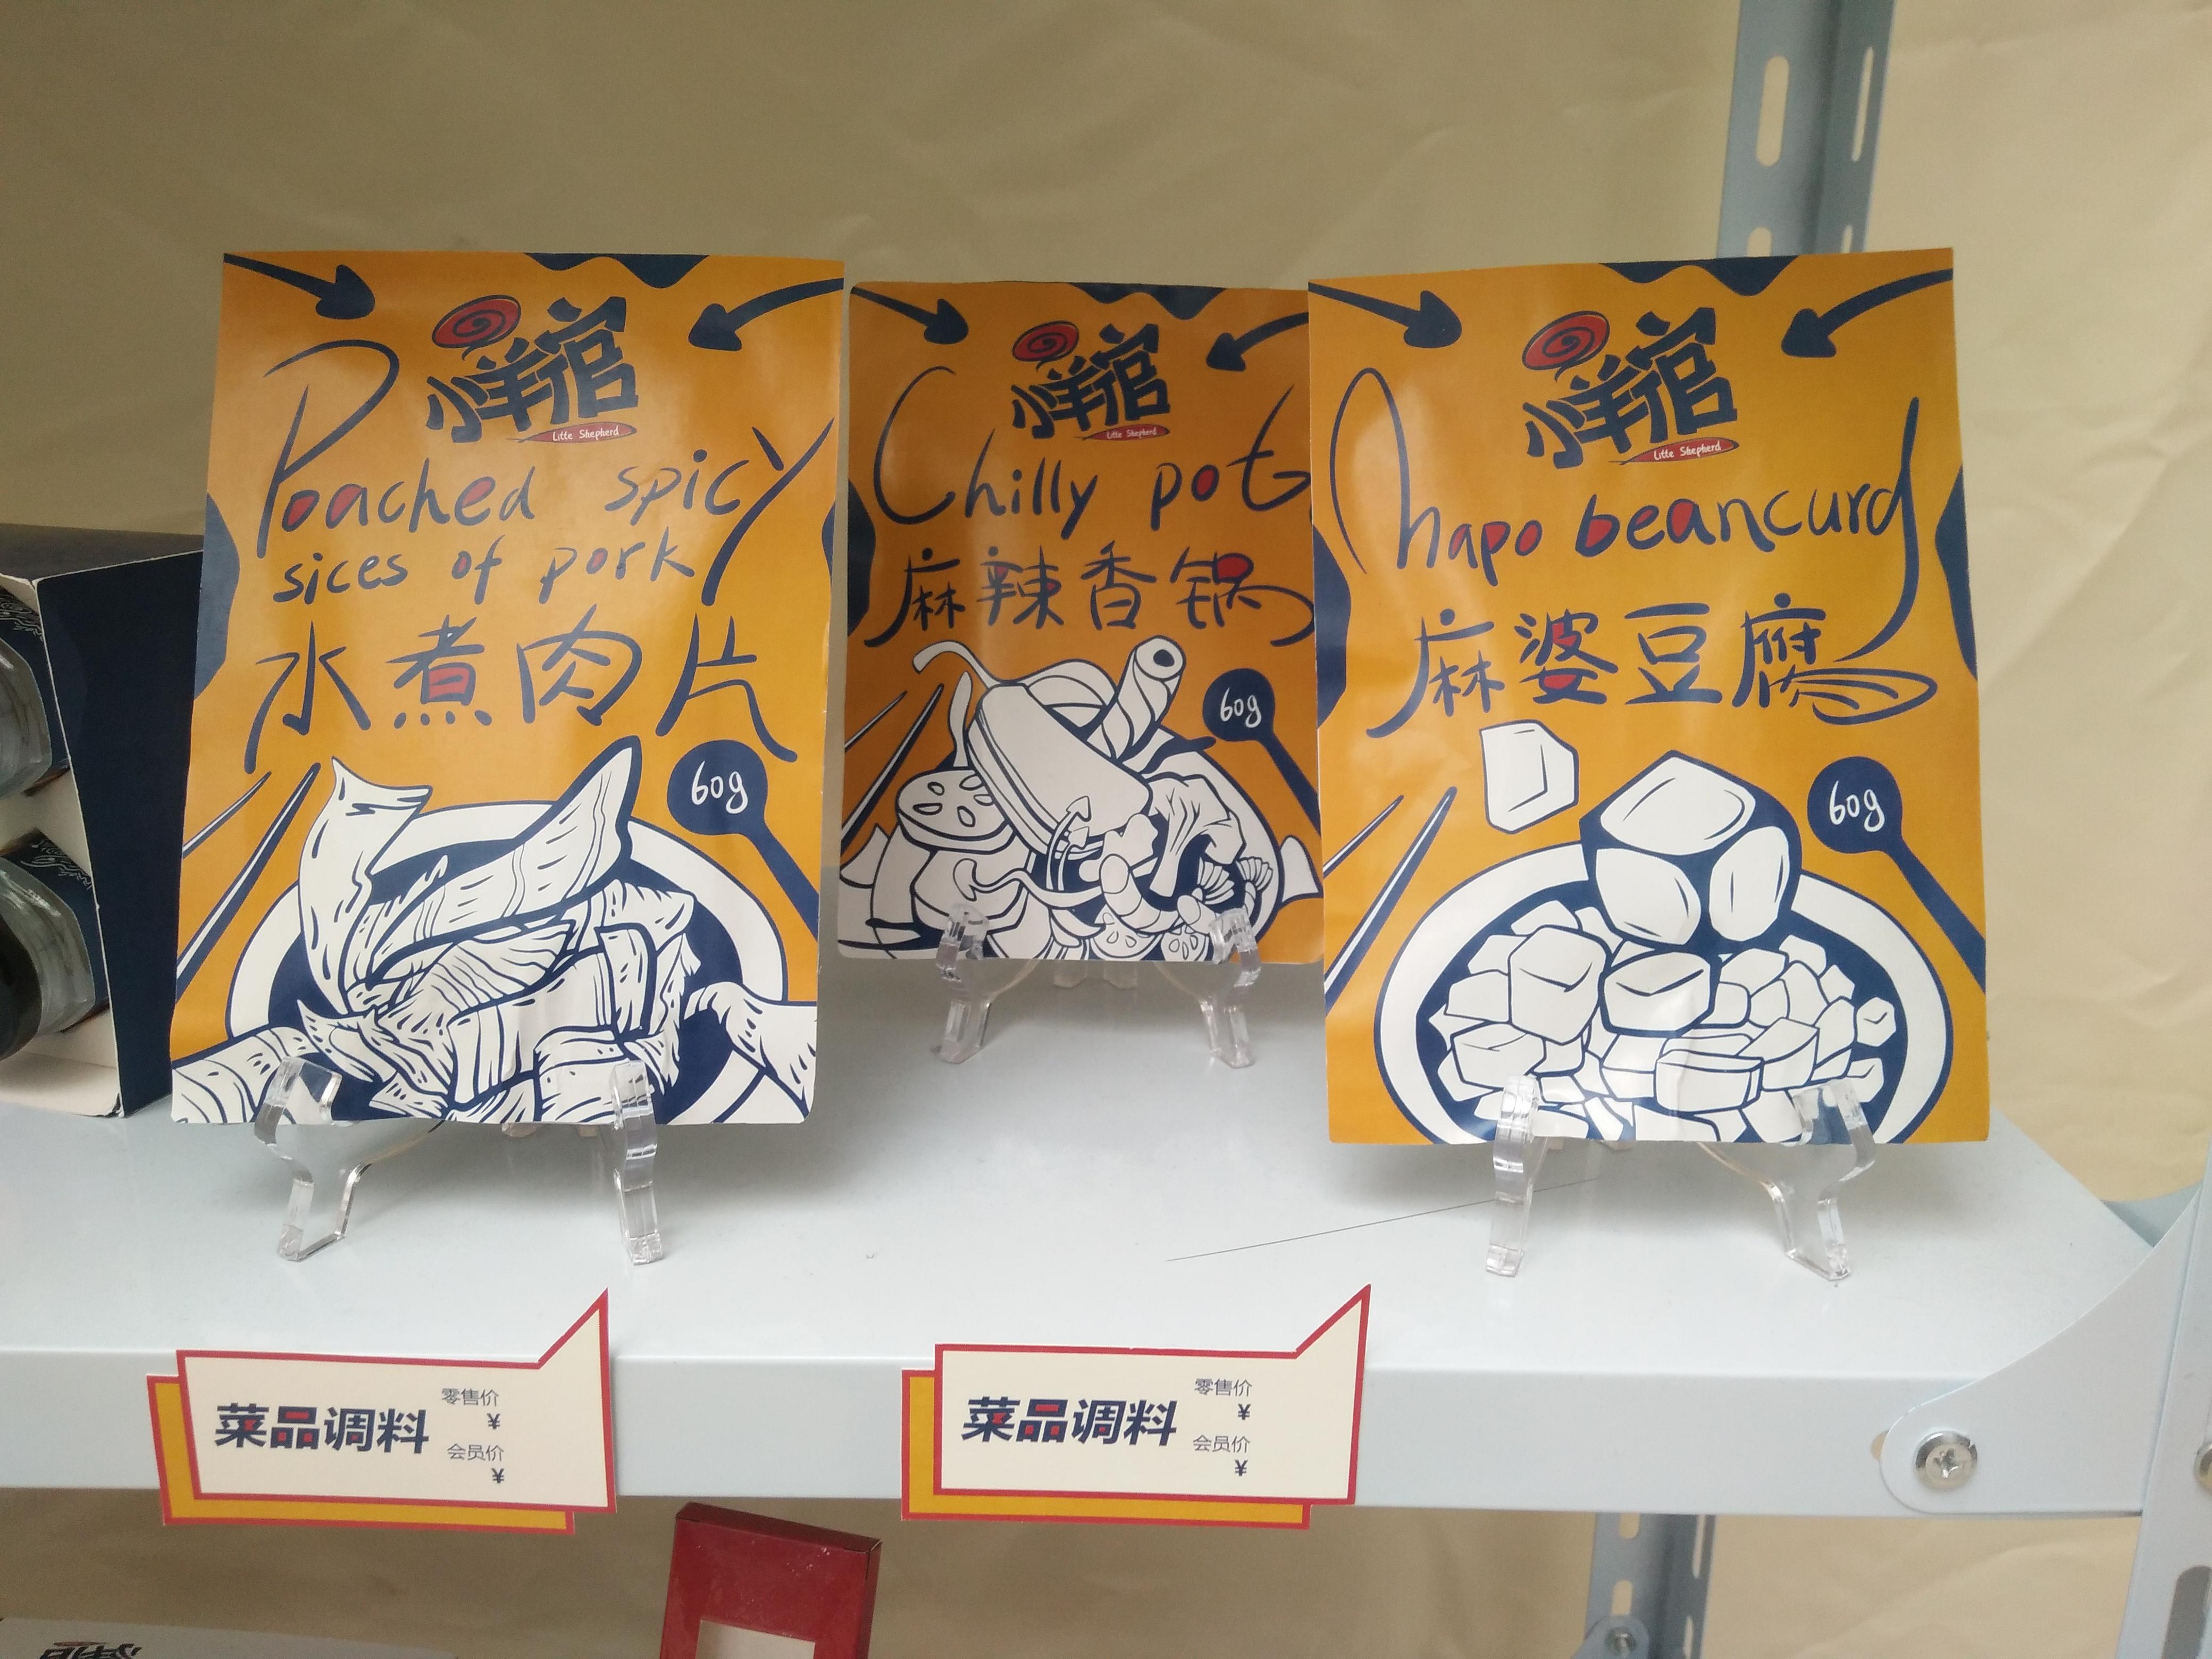 小羊倌
Litte Shepherd
Poached spicy
sices of pork
水煮肉片
60g
小羊倌
Litte Shepherd
Chilly pot
麻辣香锅
60g
小羊倌
Litte Shepherd
Mapo beancurd
麻婆豆腐
60g
菜品调料
零售价
¥
会员价
¥
菜品调料
零售价
¥
会员价
¥